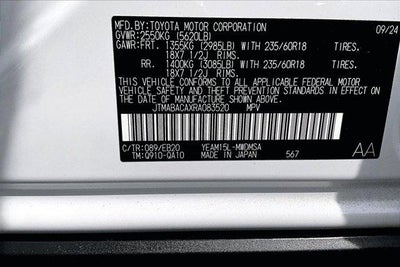 MFD.BY:TOYOTA MOTOR CORPORATION 09/24
GVWR:2550KG (5620LB)
GAWR:FRT. 1355KG (2985LB) WITH 235/60R18 TIRES.
18X7 1/2J RIMS.
RR. 1400KG (3085LB) WITH 235/60R18 TIRES.
18X7 1/2J RIMS.
THIS VEHICLE CONFORMS TO ALL APPLICABLE FEDERAL MOTOR
VEHICLE SAFETY AND THEFT PREVENTION STANDARDS IN EFFECT ON
THE DATE OF MANUFACTURE SHOWN ABOVE.
JTMABACAXRA083520 MPV
C/TR:089/EB20 YEAM15L-MWDMSA AA
TM:Q910-QA10 MADE IN JAPAN 567